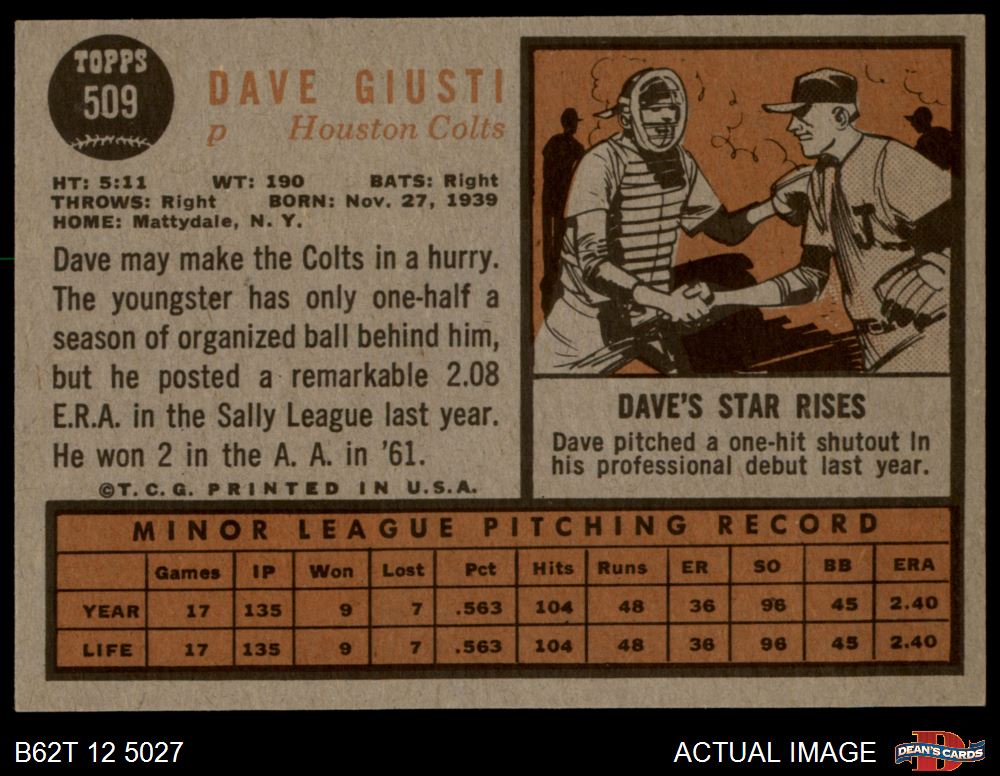 TOPPS
509
DAVE GIUSTI
p Houston Colts
HT: 5:11 WT: 190 BATS: Right
THROWS: Right BORN: Nov. 27, 1939
HOME: Mattydale, N. Y.
Dave may make the Colts in a hurry.
The youngster has only one-half a
season of organized ball behind him,
but he posted a remarkable 2.08
E.R.A. in the Sally League last year.
He won 2 in the A. A. in '61.
©T. C. G. PRINTED IN U.S.A.
DAVE'S STAR RISES
Dave pitched a one-hit shutout In
his professional debut last year.
MINOR LEAGUE PITCHING RECORD
Games IP Won Lost Pct Hits Runs ER SO BB ERA
YEAR 17 135 9 7 .563 104 48 36 96 45 2.40
LIFE 17 135 9 7 .563 104 48 36 96 45 2.40
B62T 12 5027 ACTUAL IMAGE DEAN'S CARDS